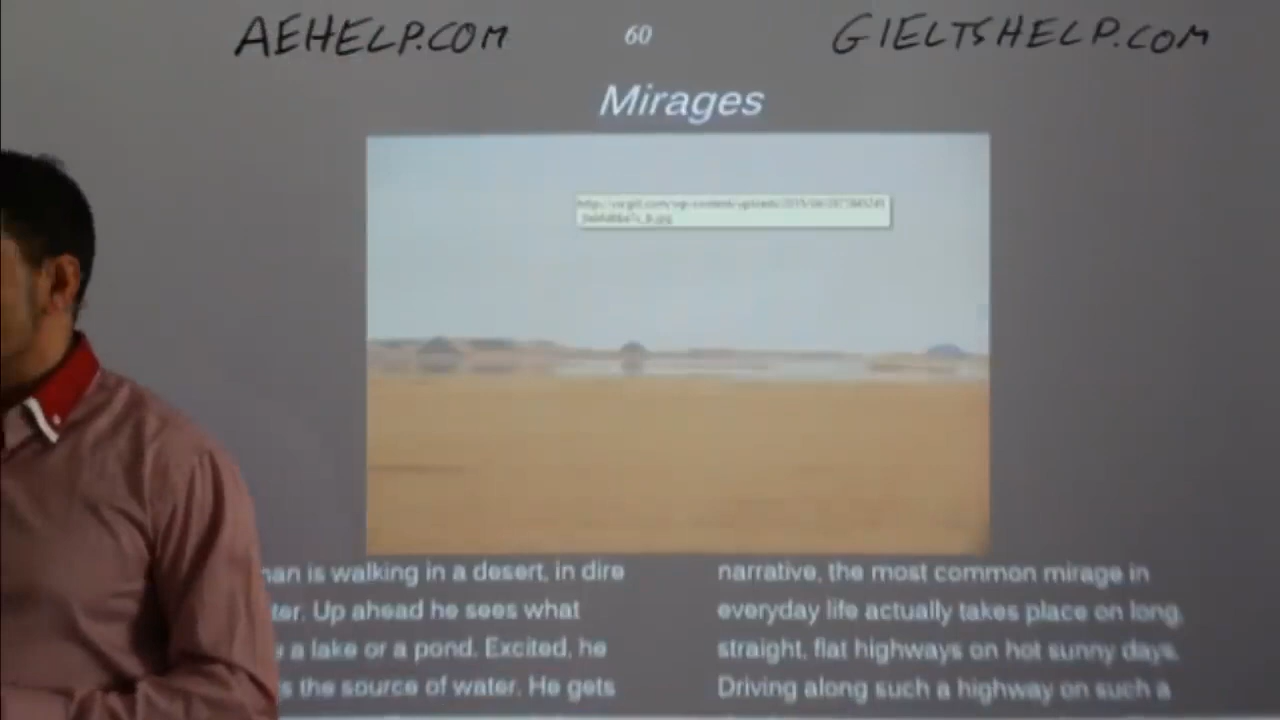 AEHELP.COM
60
GIELTSHELP.COM
Mirages
is walking in a desert, in dire
Up ahead he sees what
a lake or a pond. Excited, he
the source of water. He gets
narrative, the most common mirage in
everyday life actually takes place on long,
straight, flat highways on hot sunny days.
Driving along such a highway on such a